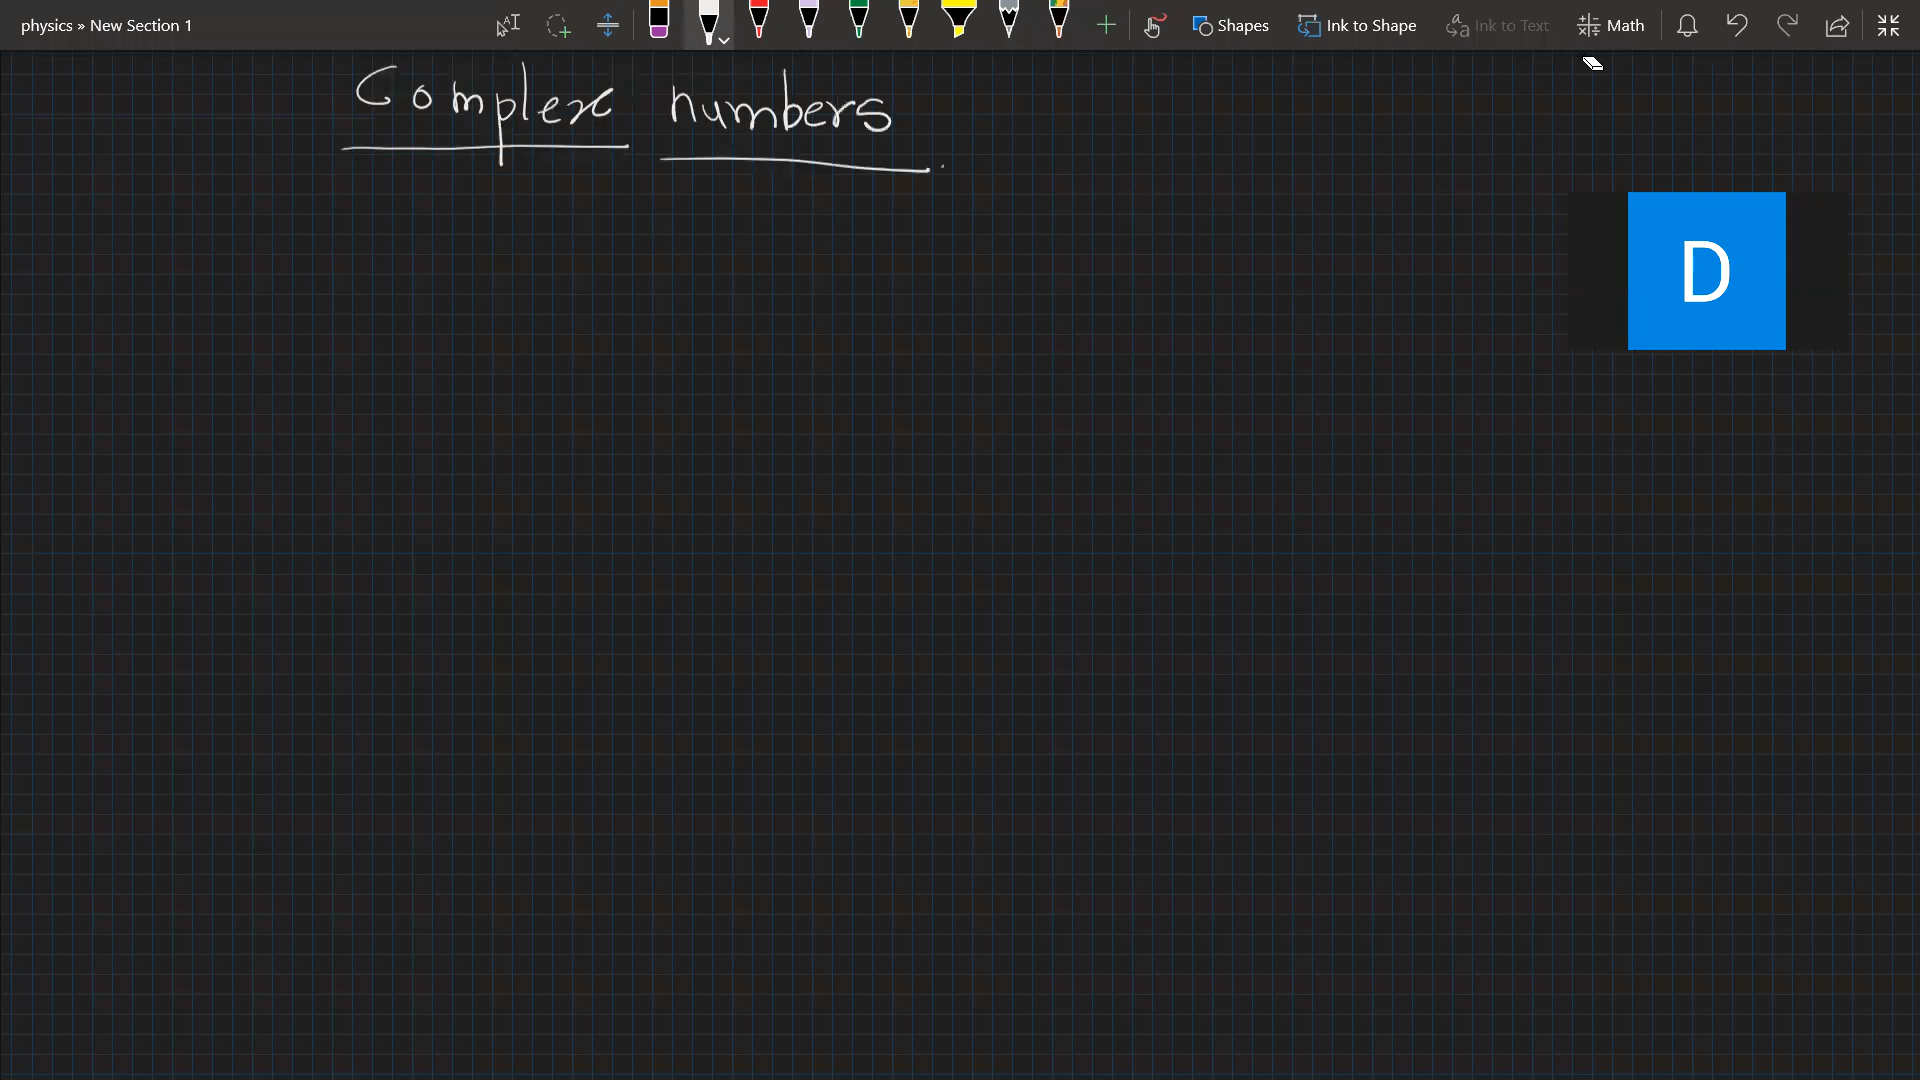 physics » New Section 1 Shapes Ink to Shape Ink to Text Math
Complex numbers
D